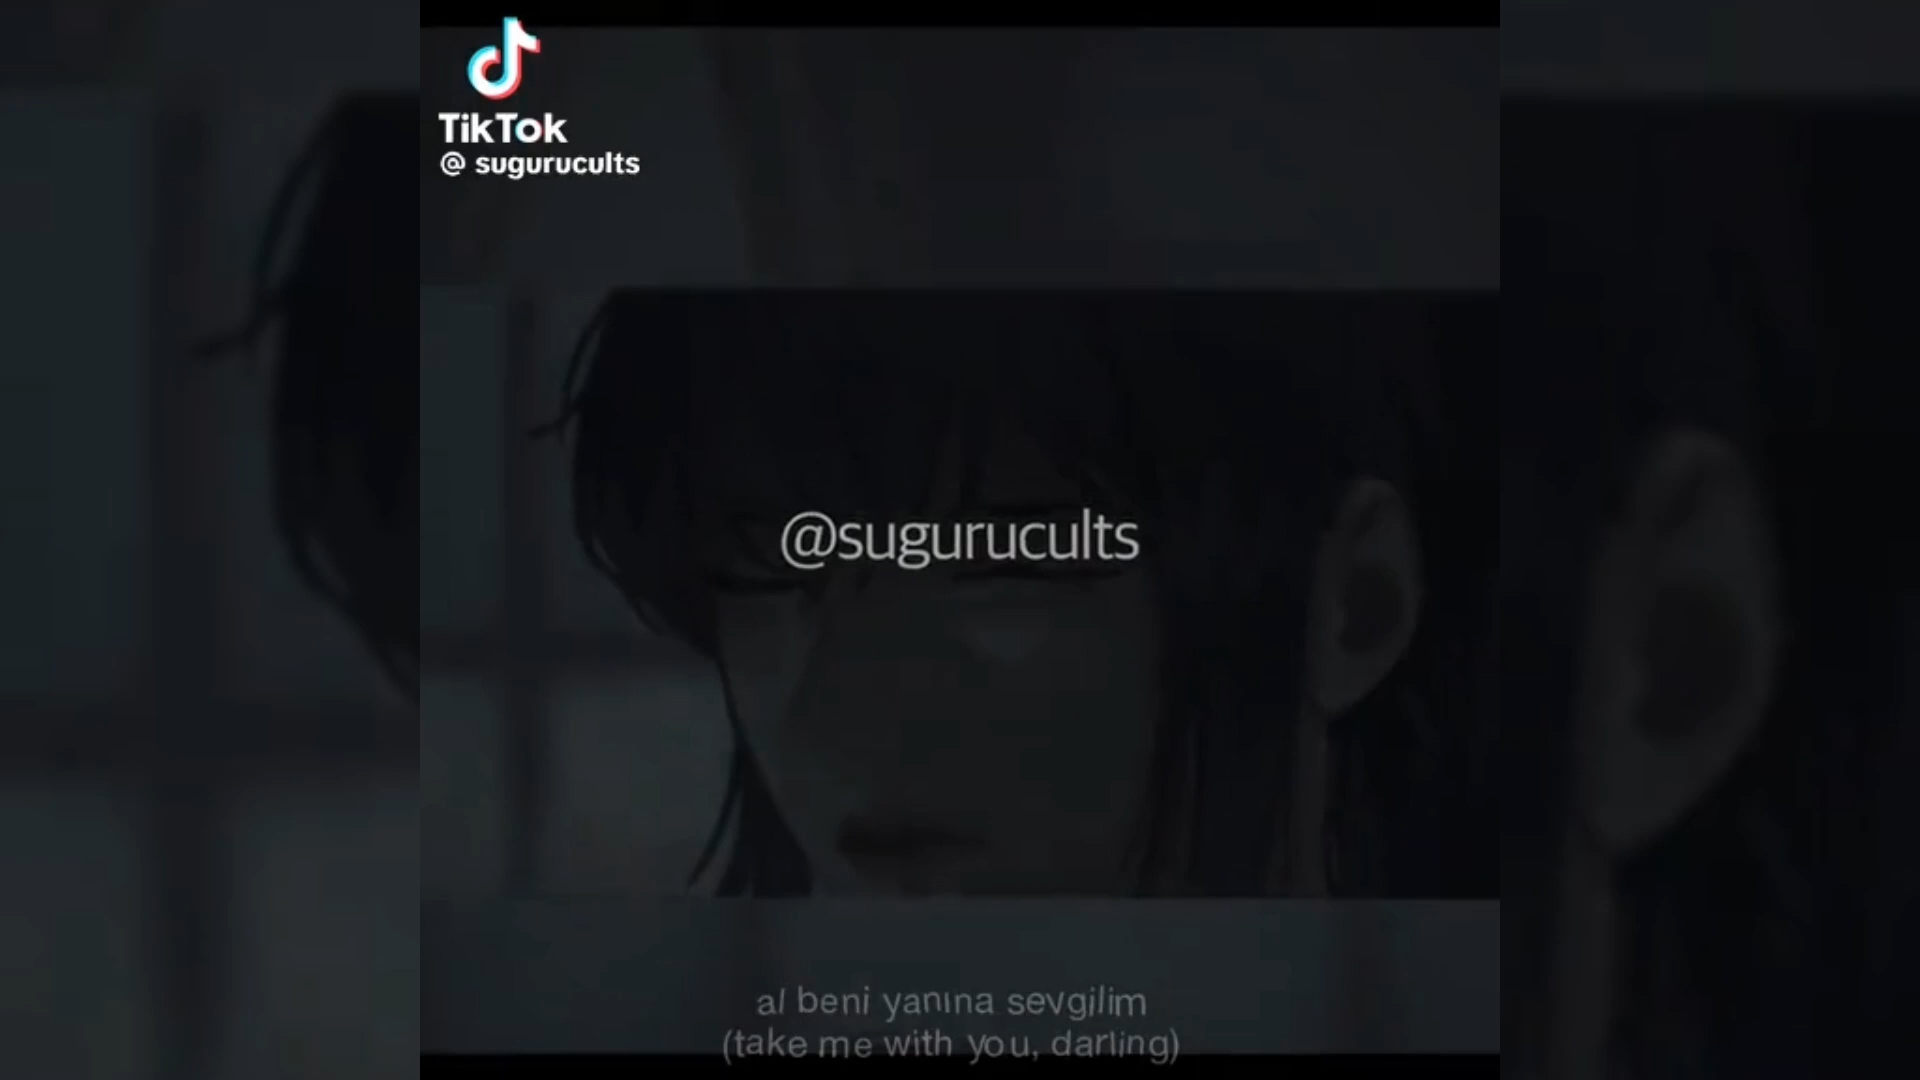 TikTok
@ sugurucults
@sugurucults
al beni yanına sevgilim
(take me with you, darling)